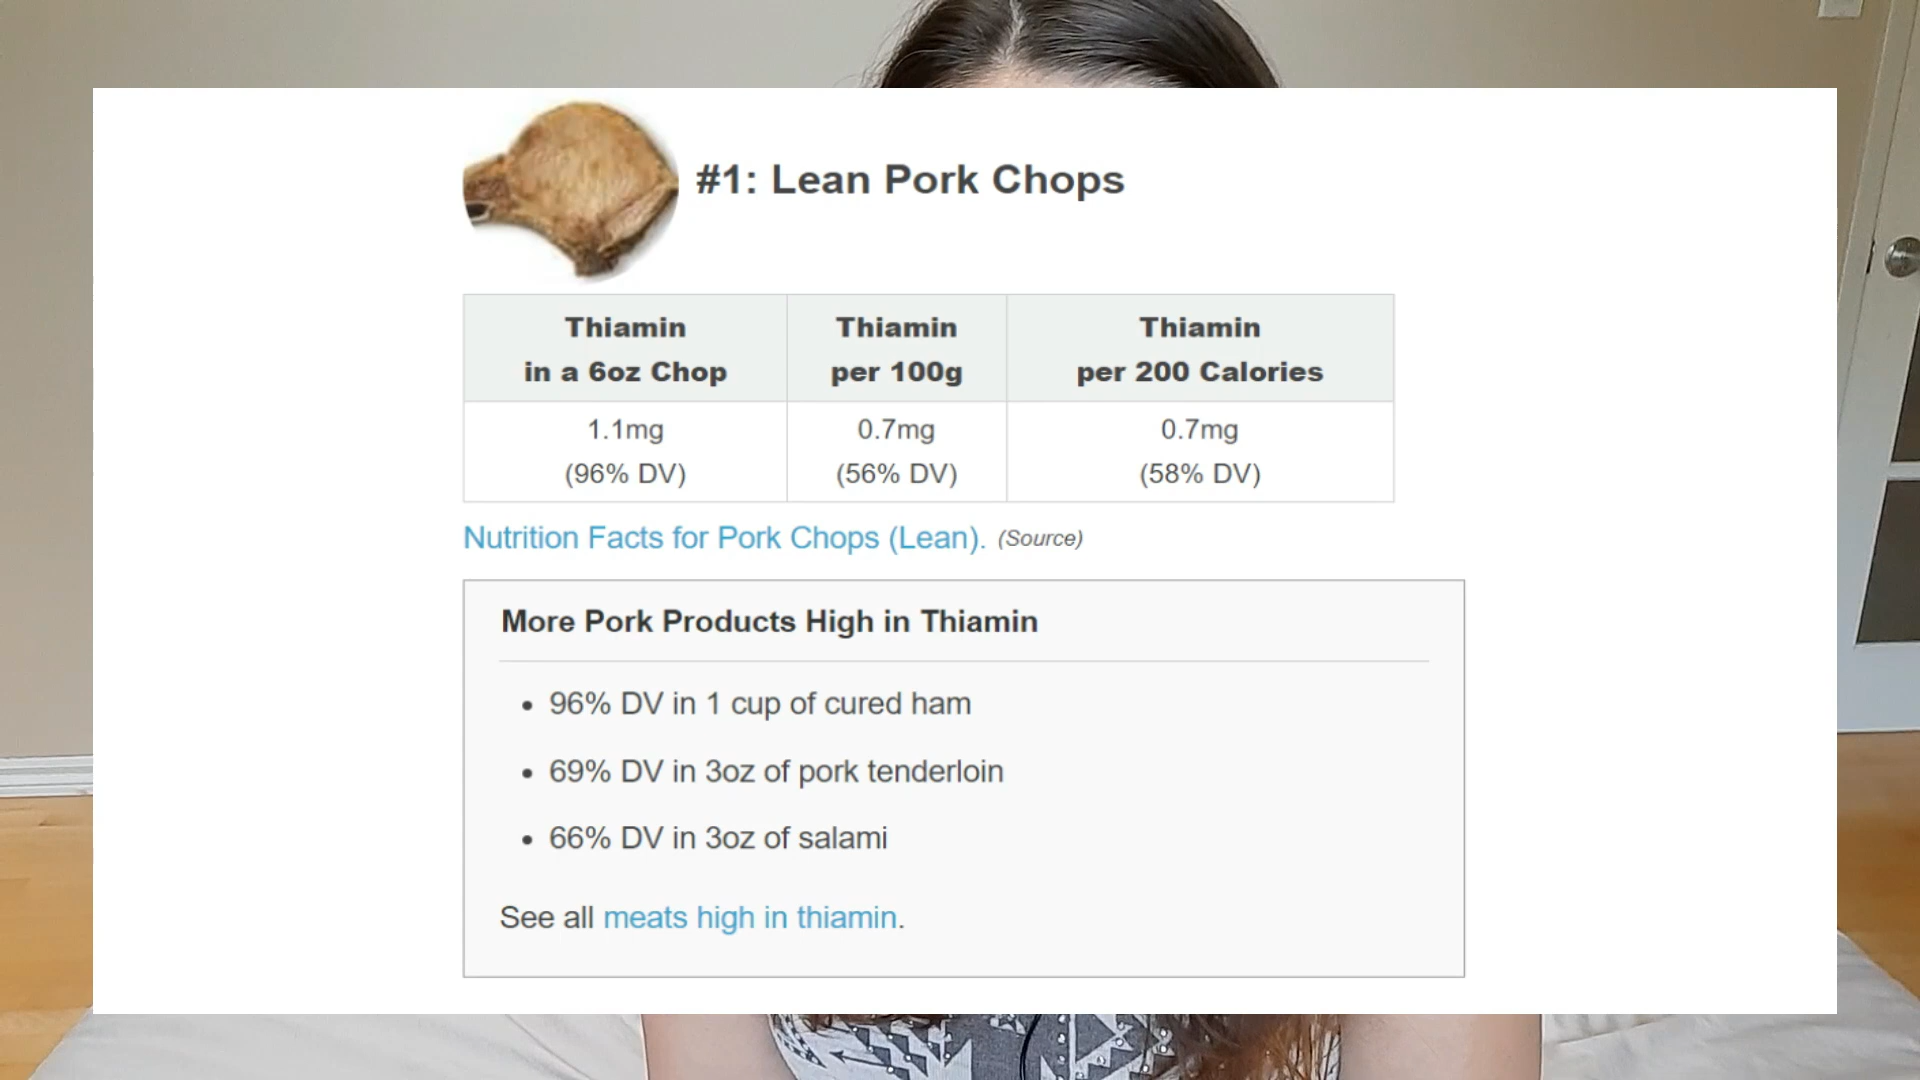 #1: Lean Pork Chops
Thiamin
in a 6oz Chop
Thiamin
per 100g
Thiamin
per 200 Calories
1.1mg
(96% DV)
0.7mg
(56% DV)
0.7mg
(58% DV)
Nutrition Facts for Pork Chops (Lean). (Source)
More Pork Products High in Thiamin
• 96% DV in 1 cup of cured ham
• 69% DV in 3oz of pork tenderloin
• 66% DV in 3oz of salami
See all meats high in thiamin.